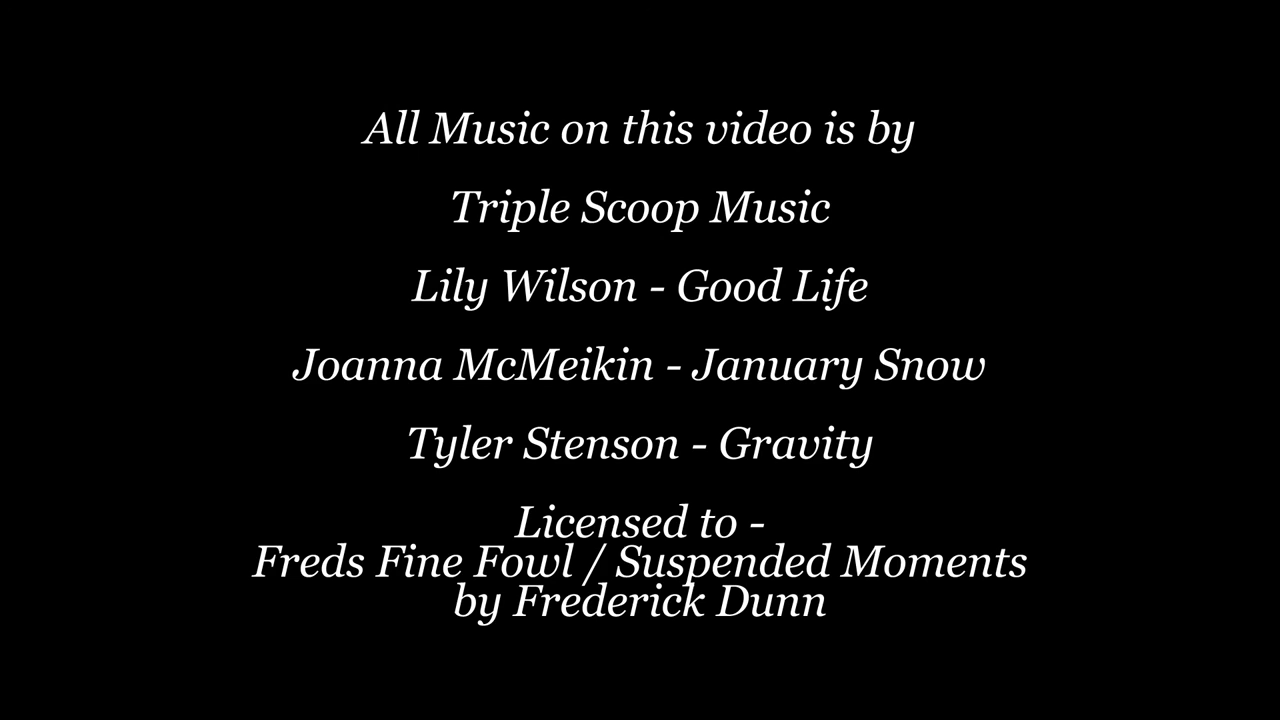 All Music on this video is by
Triple Scoop Music
Lily Wilson - Good Life
Joanna McMeikin - January Snow
Tyler Stenson - Gravity
Licensed to -
Freds Fine Fowl / Suspended Moments
by Frederick Dunn